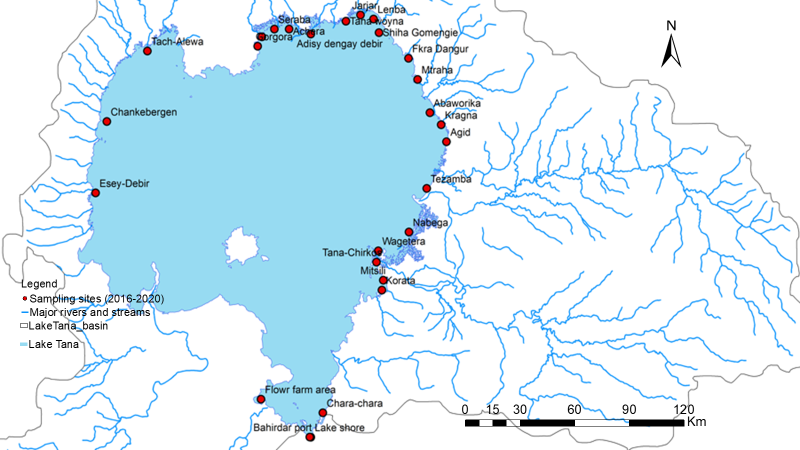 Jarjar
Lenba
Seraba
Tana-woyna
Achera
Gorgora
Shiha Gomengie
Tach-Alewa
Adisy dengay debir
Fkra Dangur
N
Mtraha
Abaworika
Chankebergen
Kragna
Agid
Esey-Debir
Tezamba
Nabega
Wagetera
Tana-Chirkos
Mitsili
Korata
Legend
Sampling sites (2016-2020)
Major rivers and streams
LakeTana_basin
Lake Tana
Flowr farm area
Chara-chara
Bahirdar port Lake shore
0 15 30 60 90 120
Km